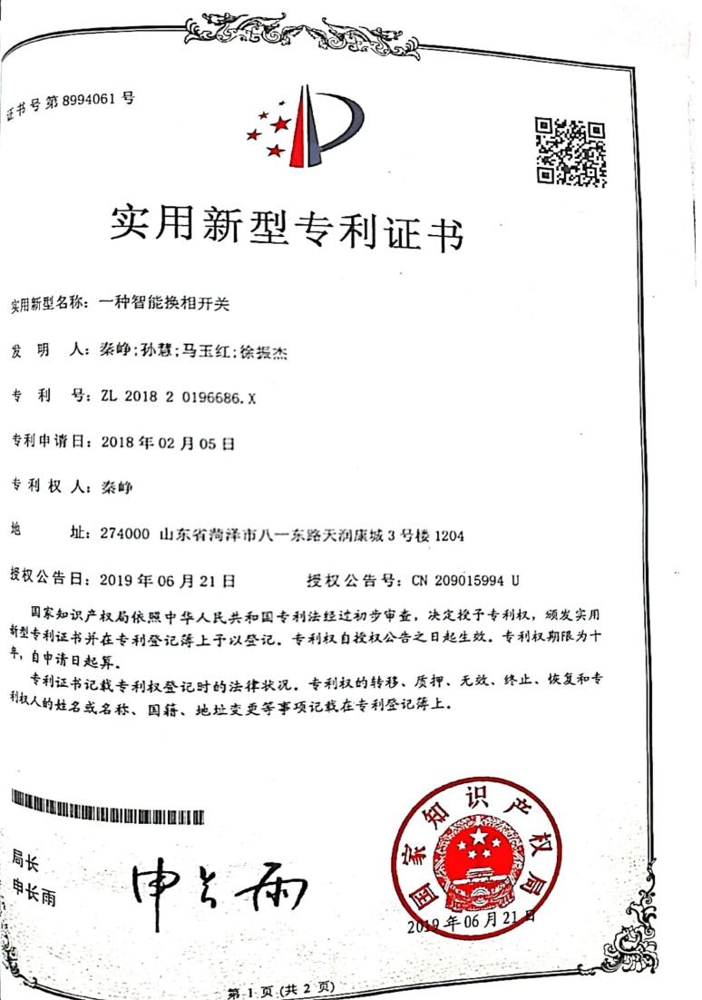 证书号第8994061号
实用新型专利证书
实用新型名称：一种智能换相开关
发明人：秦峥;孙慧;马玉红;徐振杰
专利号：ZL 2018 2 0196686.X
专利申请日：2018年02月05日
专利权人：秦峥
地址：274000 山东省菏泽市八一东路天润康城3号楼1204
授权公告日：2019年06月21日 授权公告号：CN 209015994 U
国家知识产权局依照中华人民共和国专利法经过初步审查，决定授予专利权，颁发实用
新型专利证书并在专利登记簿上予以登记。专利权自授权公告之日起生效。专利权期限为十
年，自申请日起算。
专利证书记载专利权登记时的法律状况。专利权的转移、质押、无效、终止、恢复和专
利权人的姓名或名称、国籍、地址变更等事项记载在专利登记簿上。
局长
申长雨
申长雨
国家知识产权局
2019年06月21日
第1页(共2页)